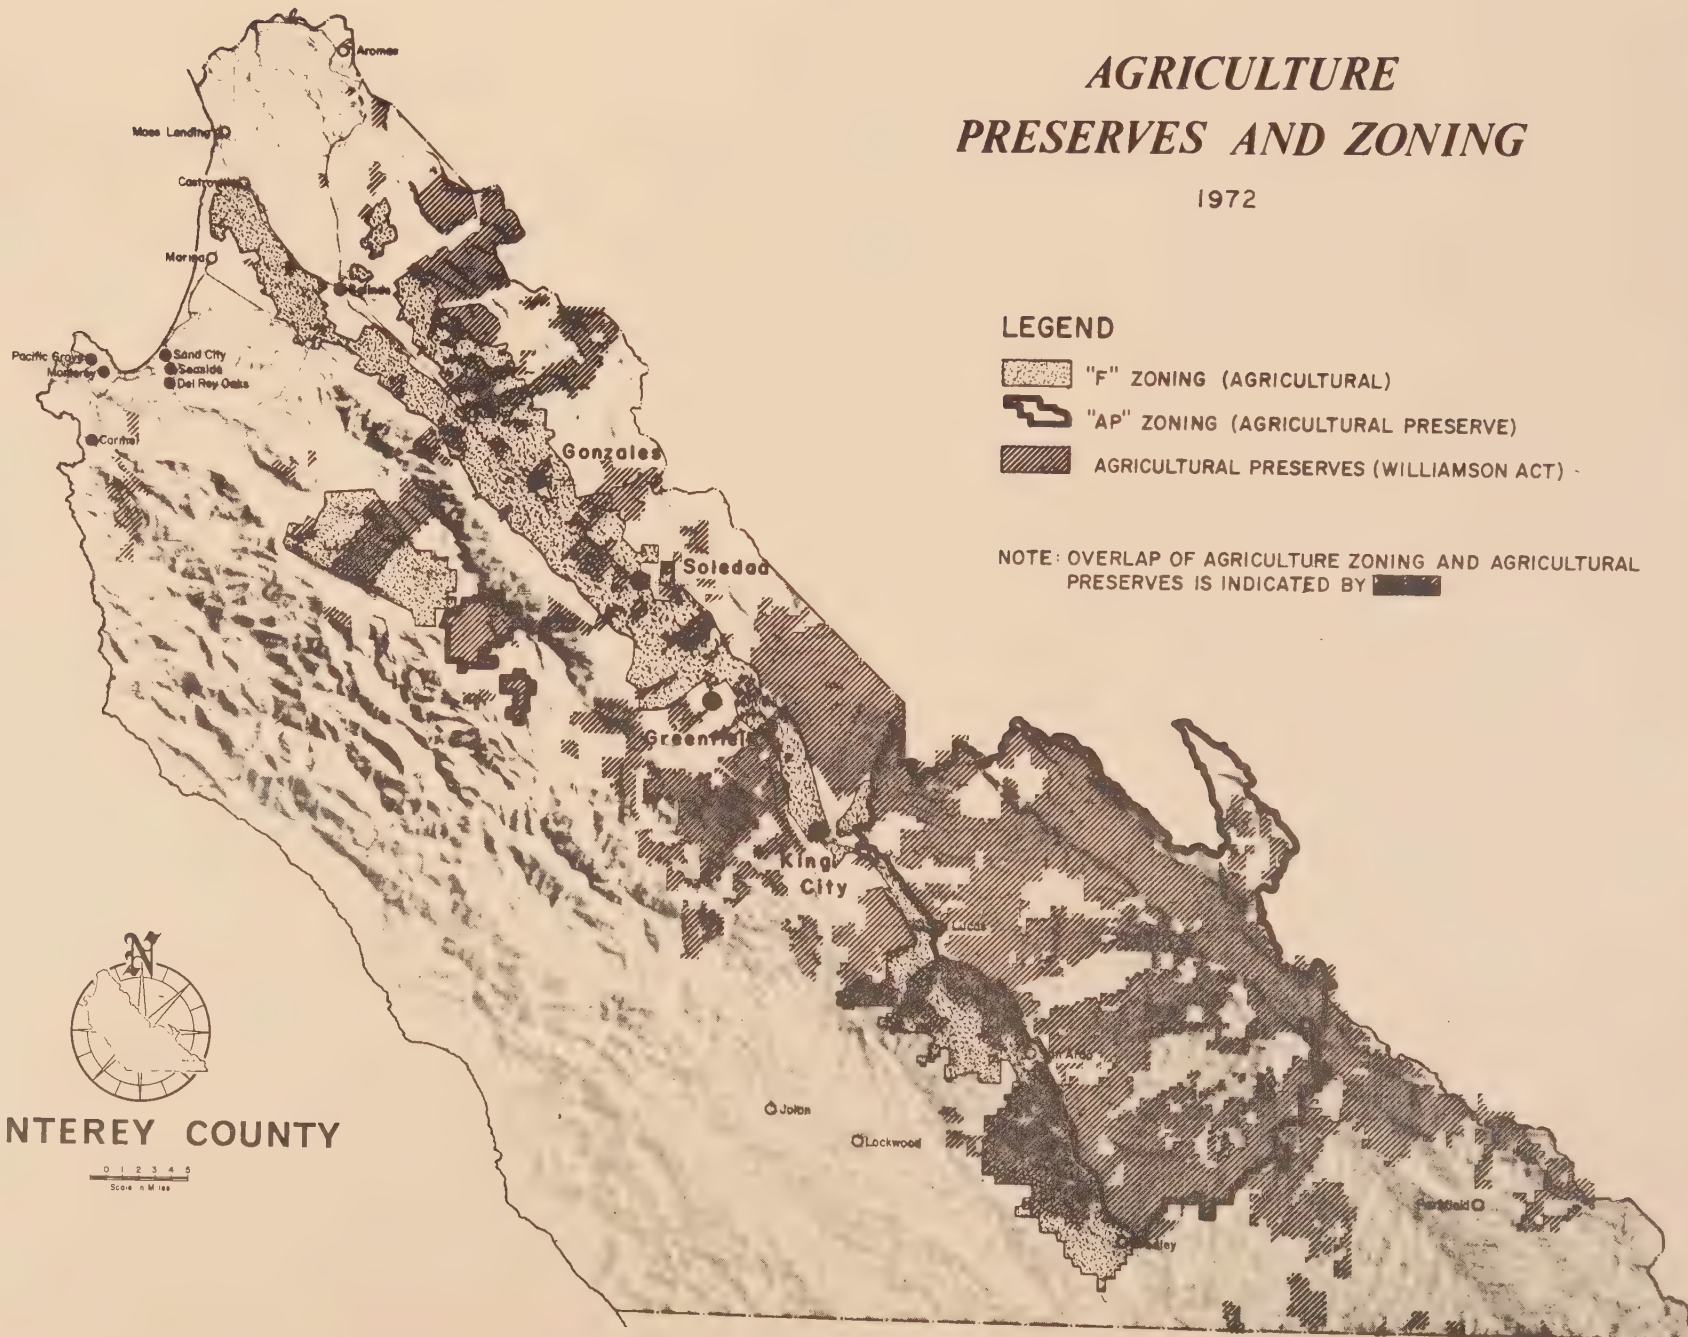 AGRICULTURE
PRESERVES AND ZONING
1972
LEGEND
"F" ZONING (AGRICULTURAL)
"AP" ZONING (AGRICULTURAL PRESERVE)
AGRICULTURAL PRESERVES (WILLIAMSON ACT)
NOTE: OVERLAP OF AGRICULTURE ZONING AND AGRICULTURAL
PRESERVES IS INDICATED BY
Aromas
Moss Landing
Castroville
Marina
Salinas
Pacific Grove
Monterey
Sand City
Seaside
Del Rey Oaks
Carmel
Gonzales
Soledad
Greenfield
King
City
Lucas
Jolon
Lockwood
Parkfield
N
NTEREY COUNTY
0 1 2 3 4 5
Scale in Miles